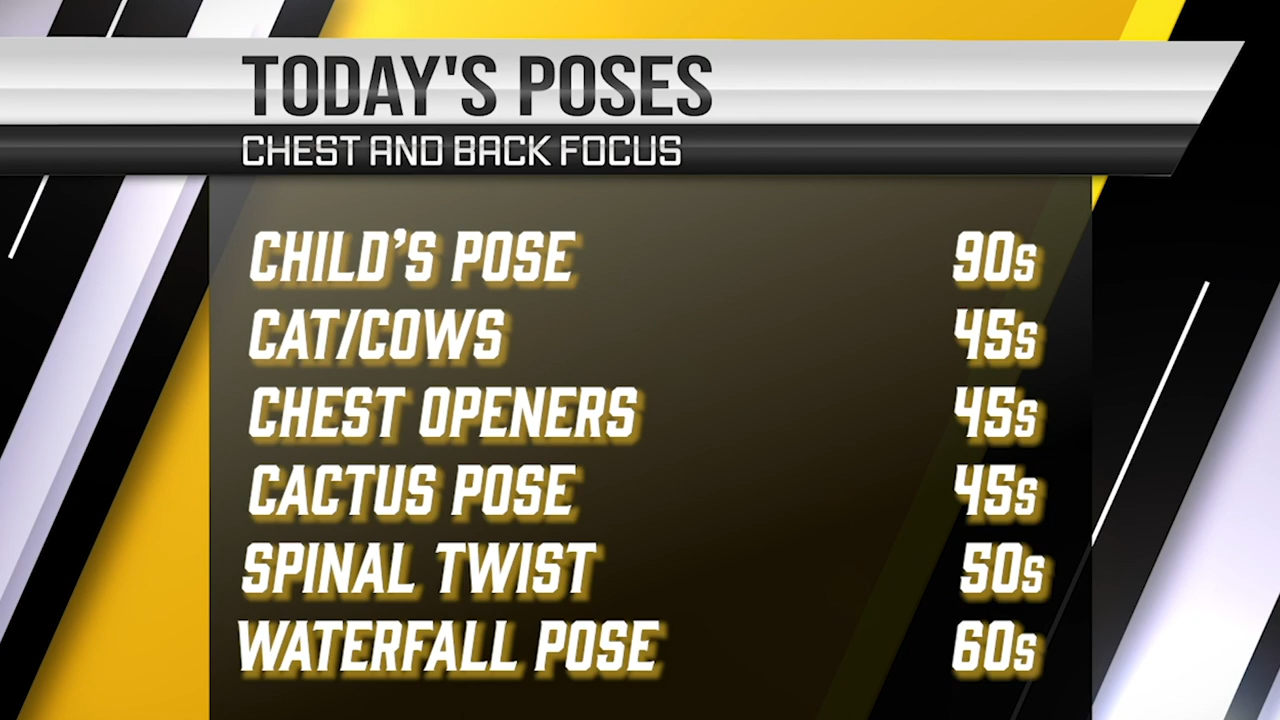 TODAY'S POSES
CHEST AND BACK FOCUS
CHILD’S POSE 90s
CAT/COWS 45s
CHEST OPENERS 45s
CACTUS POSE 45s
SPINAL TWIST 50s
WATERFALL POSE 60s